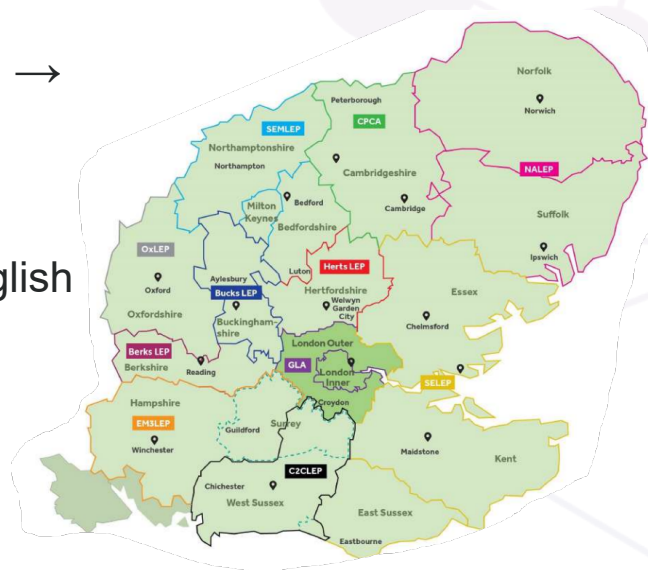 →
glish
Norfolk
Norwich
Peterborough
CPCA
SEMLEP
Northamptonshire
Northampton
Cambridgeshire
NALEP
Bedford
Milton
Keynes
Cambridge
Suffolk
Bedfordshire
OxLEP
Ipswich
Luton
Herts LEP
Oxford
Aylesbury
Bucks LEP
Hertfordshire
Essex
Welwyn
Garden
City
Oxfordshire
Buckingham-
shire
Chelmsford
London Outer
Berks LEP
Berkshire
Reading
GLA
London
Inner
SELEP
Hampshire
Croydon
EM3LEP
Surrey
Guildford
Winchester
Maidstone
Kent
C2CLEP
Chichester
West Sussex
East Sussex
Eastbourne